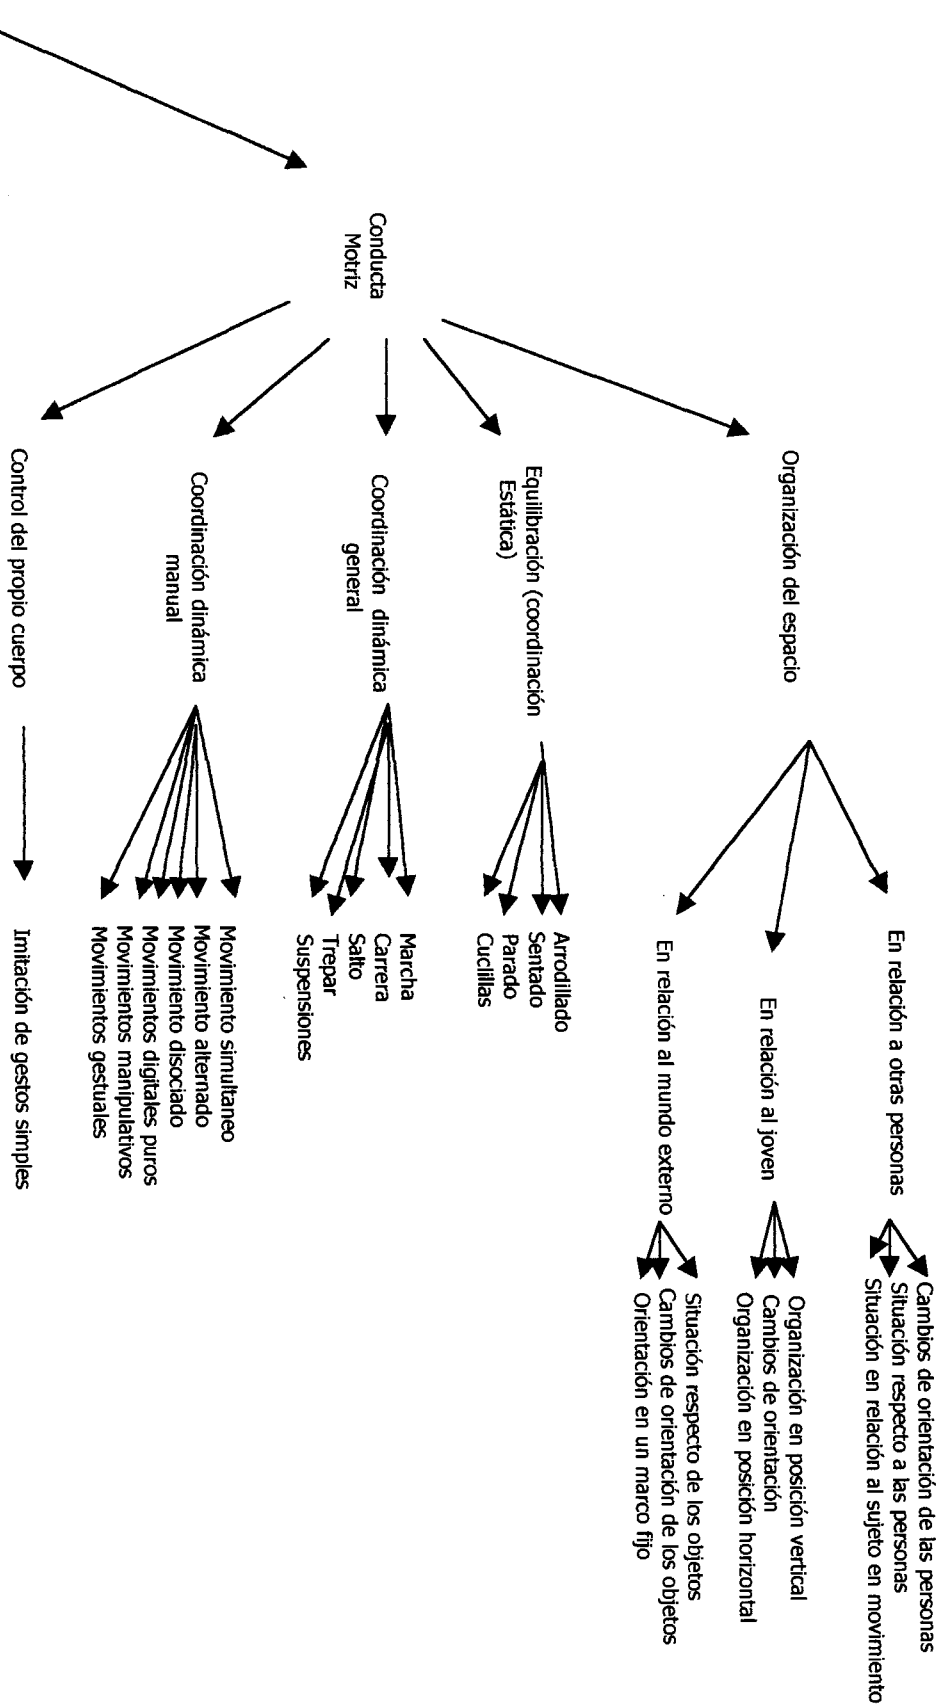 Conducta
Motriz
Organización del espacio
En relación a otras personas
Cambios de orientación de las personas
Situación respecto a las personas
Situación en relación al sujeto en movimiento
En relación al joven
Organización en posición vertical
Cambios de orientación
Organización en posición horizontal
En relación al mundo externo
Situación respecto de los objetos
Cambios de orientación de los objetos
Orientación en un marco fijo
Equilibración (coordinación
Estática)
Arrodillado
Sentado
Parado
Cuclillas
Coordinación dinámica
general
Marcha
Carrera
Salto
Trepar
Suspensiones
Coordinación dinámica
manual
Movimiento simultaneo
Movimiento alternado
Movimiento disociado
Movimientos digitales puros
Movimientos manipulativos
Movimientos gestuales
Control del propio cuerpo
Imitación de gestos simples